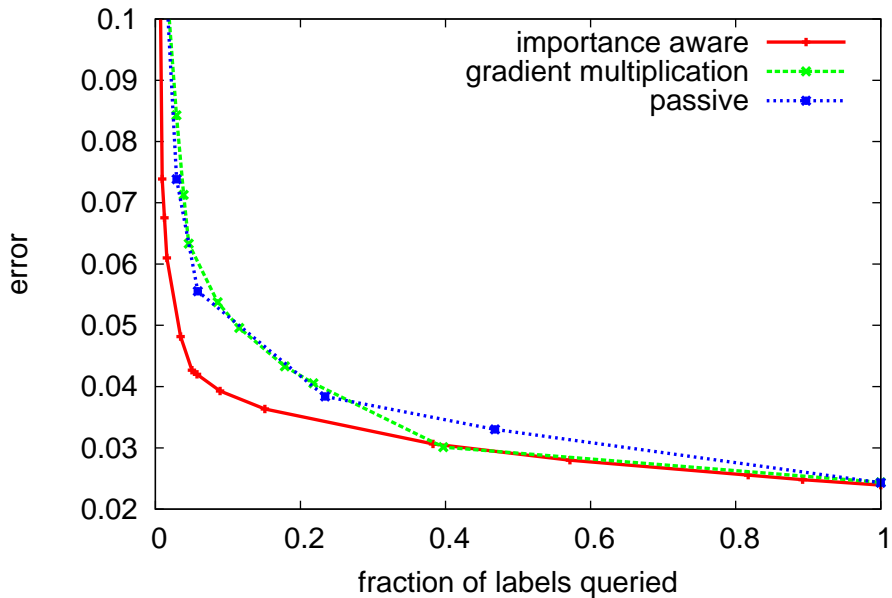 importance aware
gradient multiplication
passive
0.1
0.09
0.08
0.07
0.06
0.05
0.04
0.03
0.02
error
0 0.2 0.4 0.6 0.8 1
fraction of labels queried